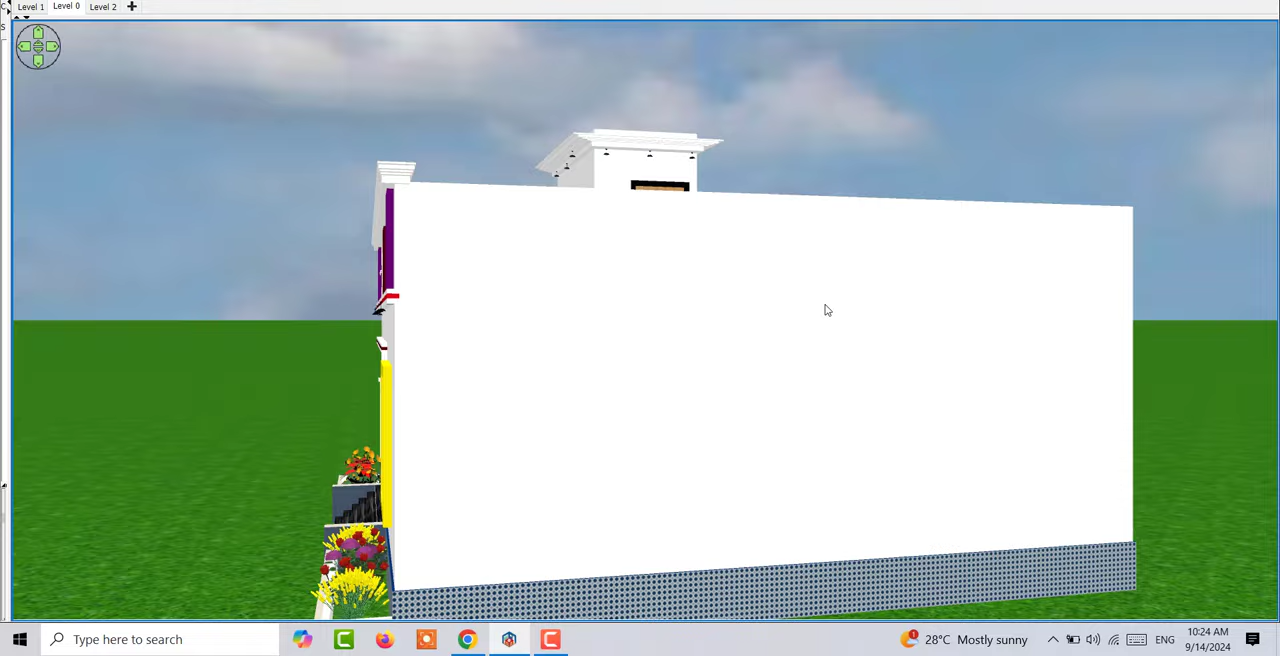 Level 1 Level 0 Level 2
Type here to search
28°C Mostly sunny
ENG
10:24 AM
9/14/2024
1